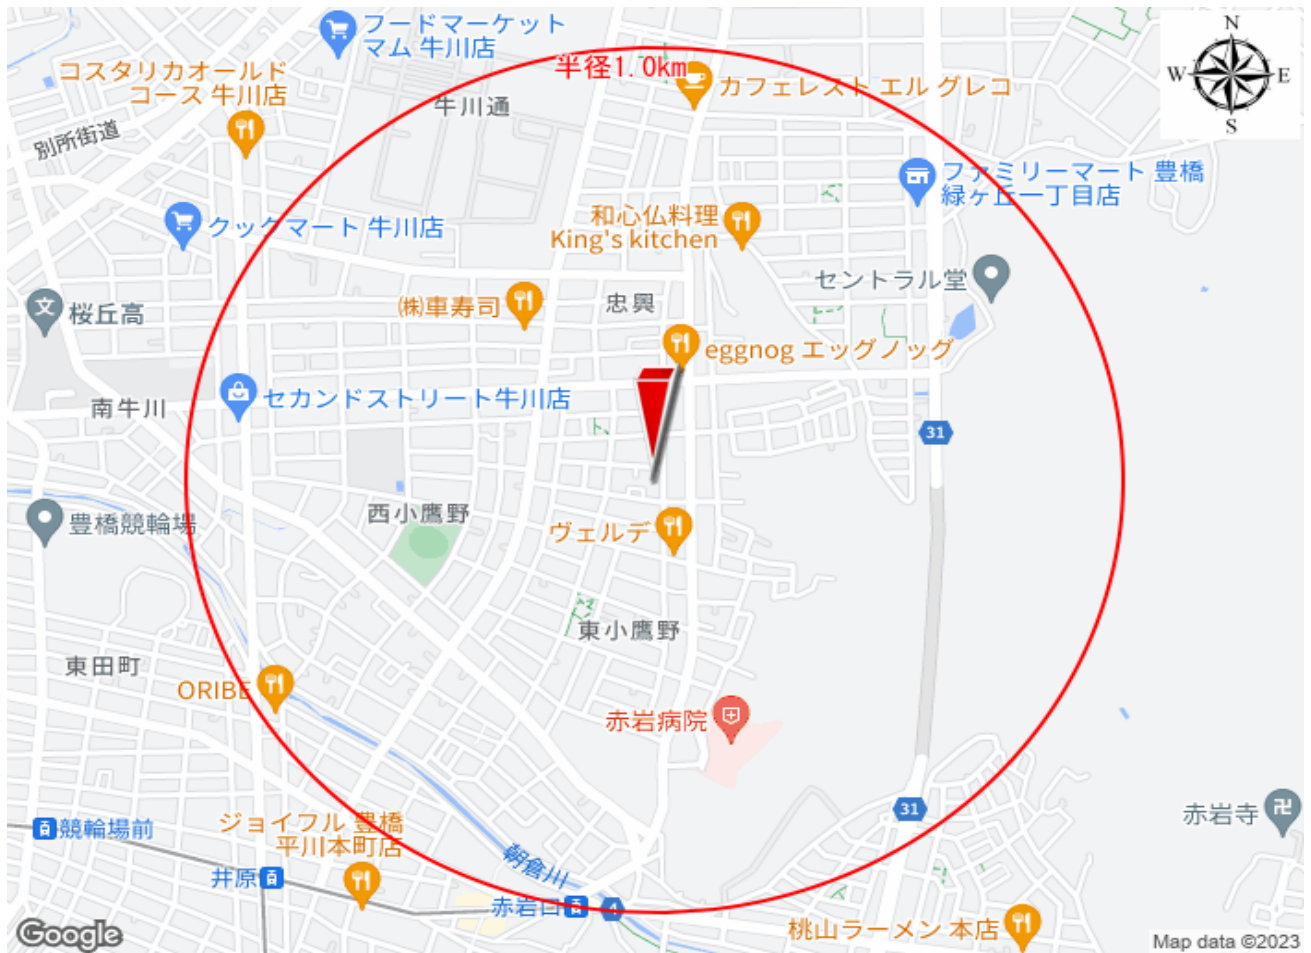 フードマーケット
マム 牛川店
N
W
E
S
半径1.0km
コスタリカオールド
コース 牛川店
カフェレスト エル グレコ
牛川通
別所街道
ファミリーマート 豊橋
緑ヶ丘一丁目店
和心仏料理
King's kitchen
クックマート 牛川店
セントラル堂
㈱車寿司
忠興
桜丘高
eggnog エッグノッグ
セカンドストリート牛川店
南牛川
31
西小鷹野
豊橋競輪場
ヴェルデ
東小鷹野
東田町
ORIBE
赤岩病院
31
赤岩寺
競輪場前
ジョイフル 豊橋
平川本町店
朝倉川
井原
赤岩口
4
桃山ラーメン 本店
Google
Map data ©2023